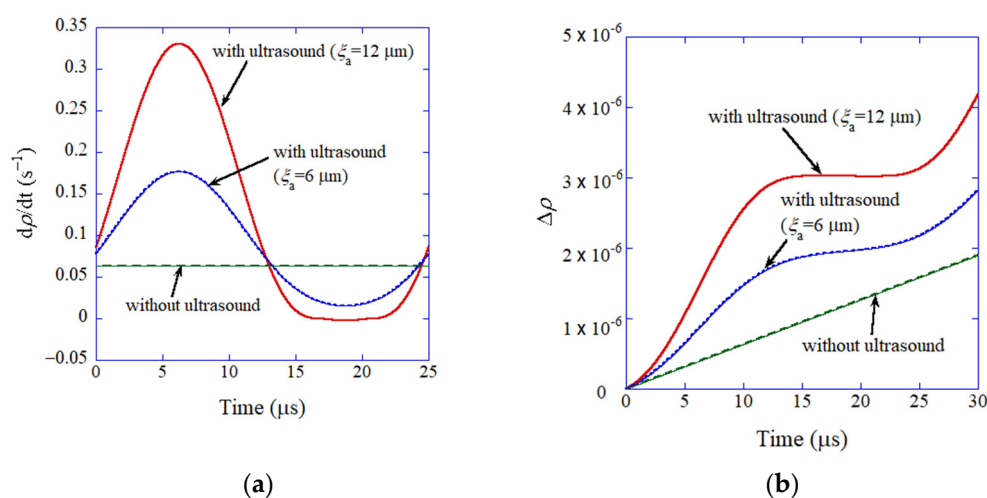 0.35
0.3
0.25
0.2
0.15
0.1
0.05
0
−0.05
dρ/dt (s⁻¹)
with ultrasound (ξa=12 μm)
with ultrasound
(ξa=6 μm)
without ultrasound
0 5 10 15 20 25
Time (μs)
(a)
5 x 10⁻⁶
4 x 10⁻⁶
3 x 10⁻⁶
2 x 10⁻⁶
1 x 10⁻⁶
0
Δρ
with ultrasound (ξa=12 μm)
with ultrasound
(ξa=6 μm)
without ultrasound
0 5 10 15 20 25 30
Time (μs)
(b)